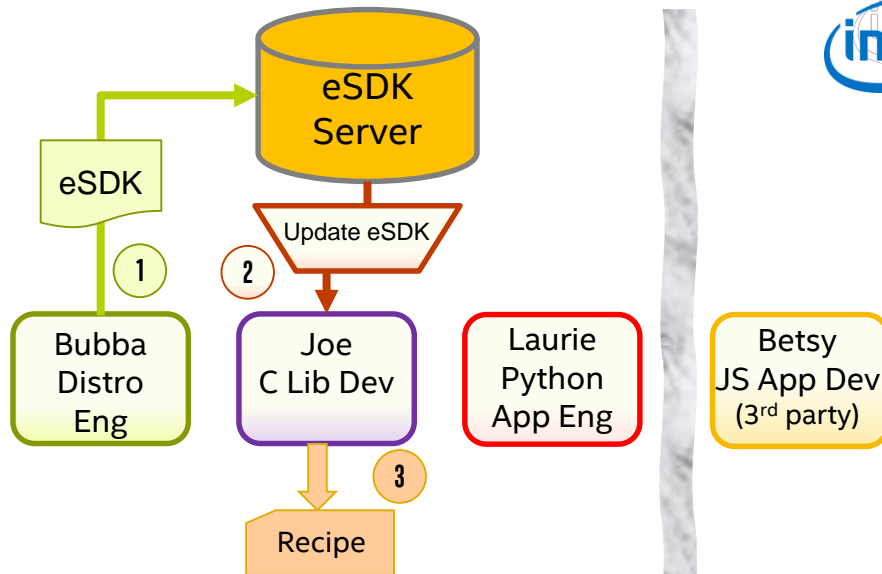 eSDK
Server
eSDK
Update eSDK
1
2
Bubba
Distro
Eng
Joe
C Lib Dev
Laurie
Python
App Eng
Betsy
JS App Dev
(3rd party)
3
Recipe